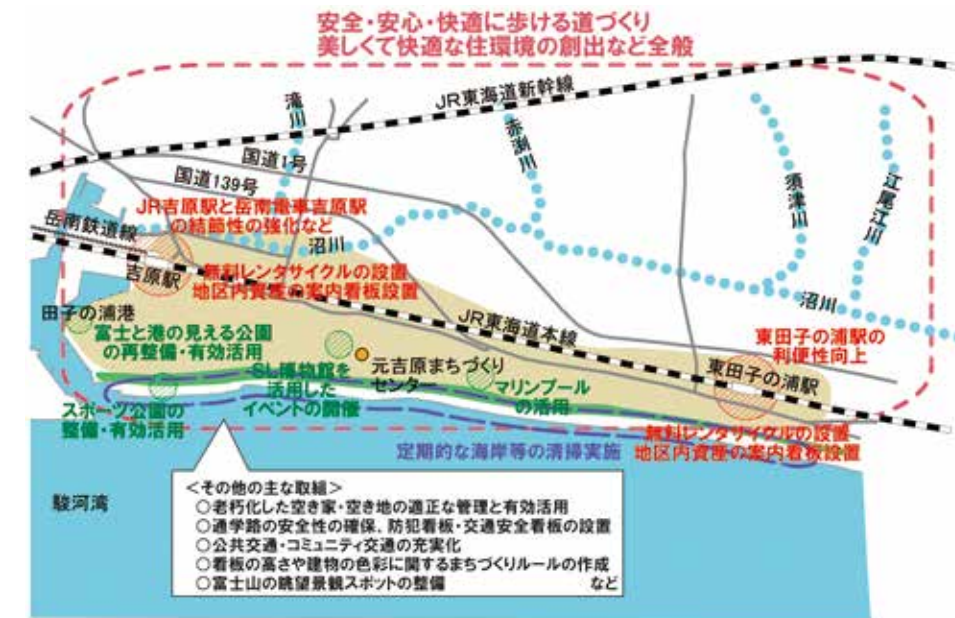 安全・安心・快適に歩ける道づくり
美しくて快適な住環境の創出など全般
JR東海道新幹線
滝川
赤渕川
国道1号
国道139号
須津川
江尾江川
JR吉原駅と岳南電車吉原駅
の結節性の強化など
岳南鉄道線
沼川
吉原駅
無料レンタサイクルの設置
地区内資産の案内看板設置
沼川
田子の浦港
JR東海道本線
富士と港の見える公園
の再整備・有効活用
東田子の浦駅の
利便性向上
東田子の浦駅
元吉原まちづくり
センター
SL博物館を
活用した
イベントの開催
マリンプールの
活用
スポーツ公園の
整備・有効活用
無料レンタサイクルの設置
地区内資産の案内看板設置
定期的な海岸等の清掃実施
駿河湾
<その他の主な取組>
○老朽化した空き家・空き地の適正な管理と有効活用
○通学路の安全性の確保、防犯看板・交通安全看板の設置
○公共交通・コミュニティ交通の充実化
○看板の高さや建物の色彩に関するまちづくりルールの作成
○富士山の眺望景観スポットの整備 など